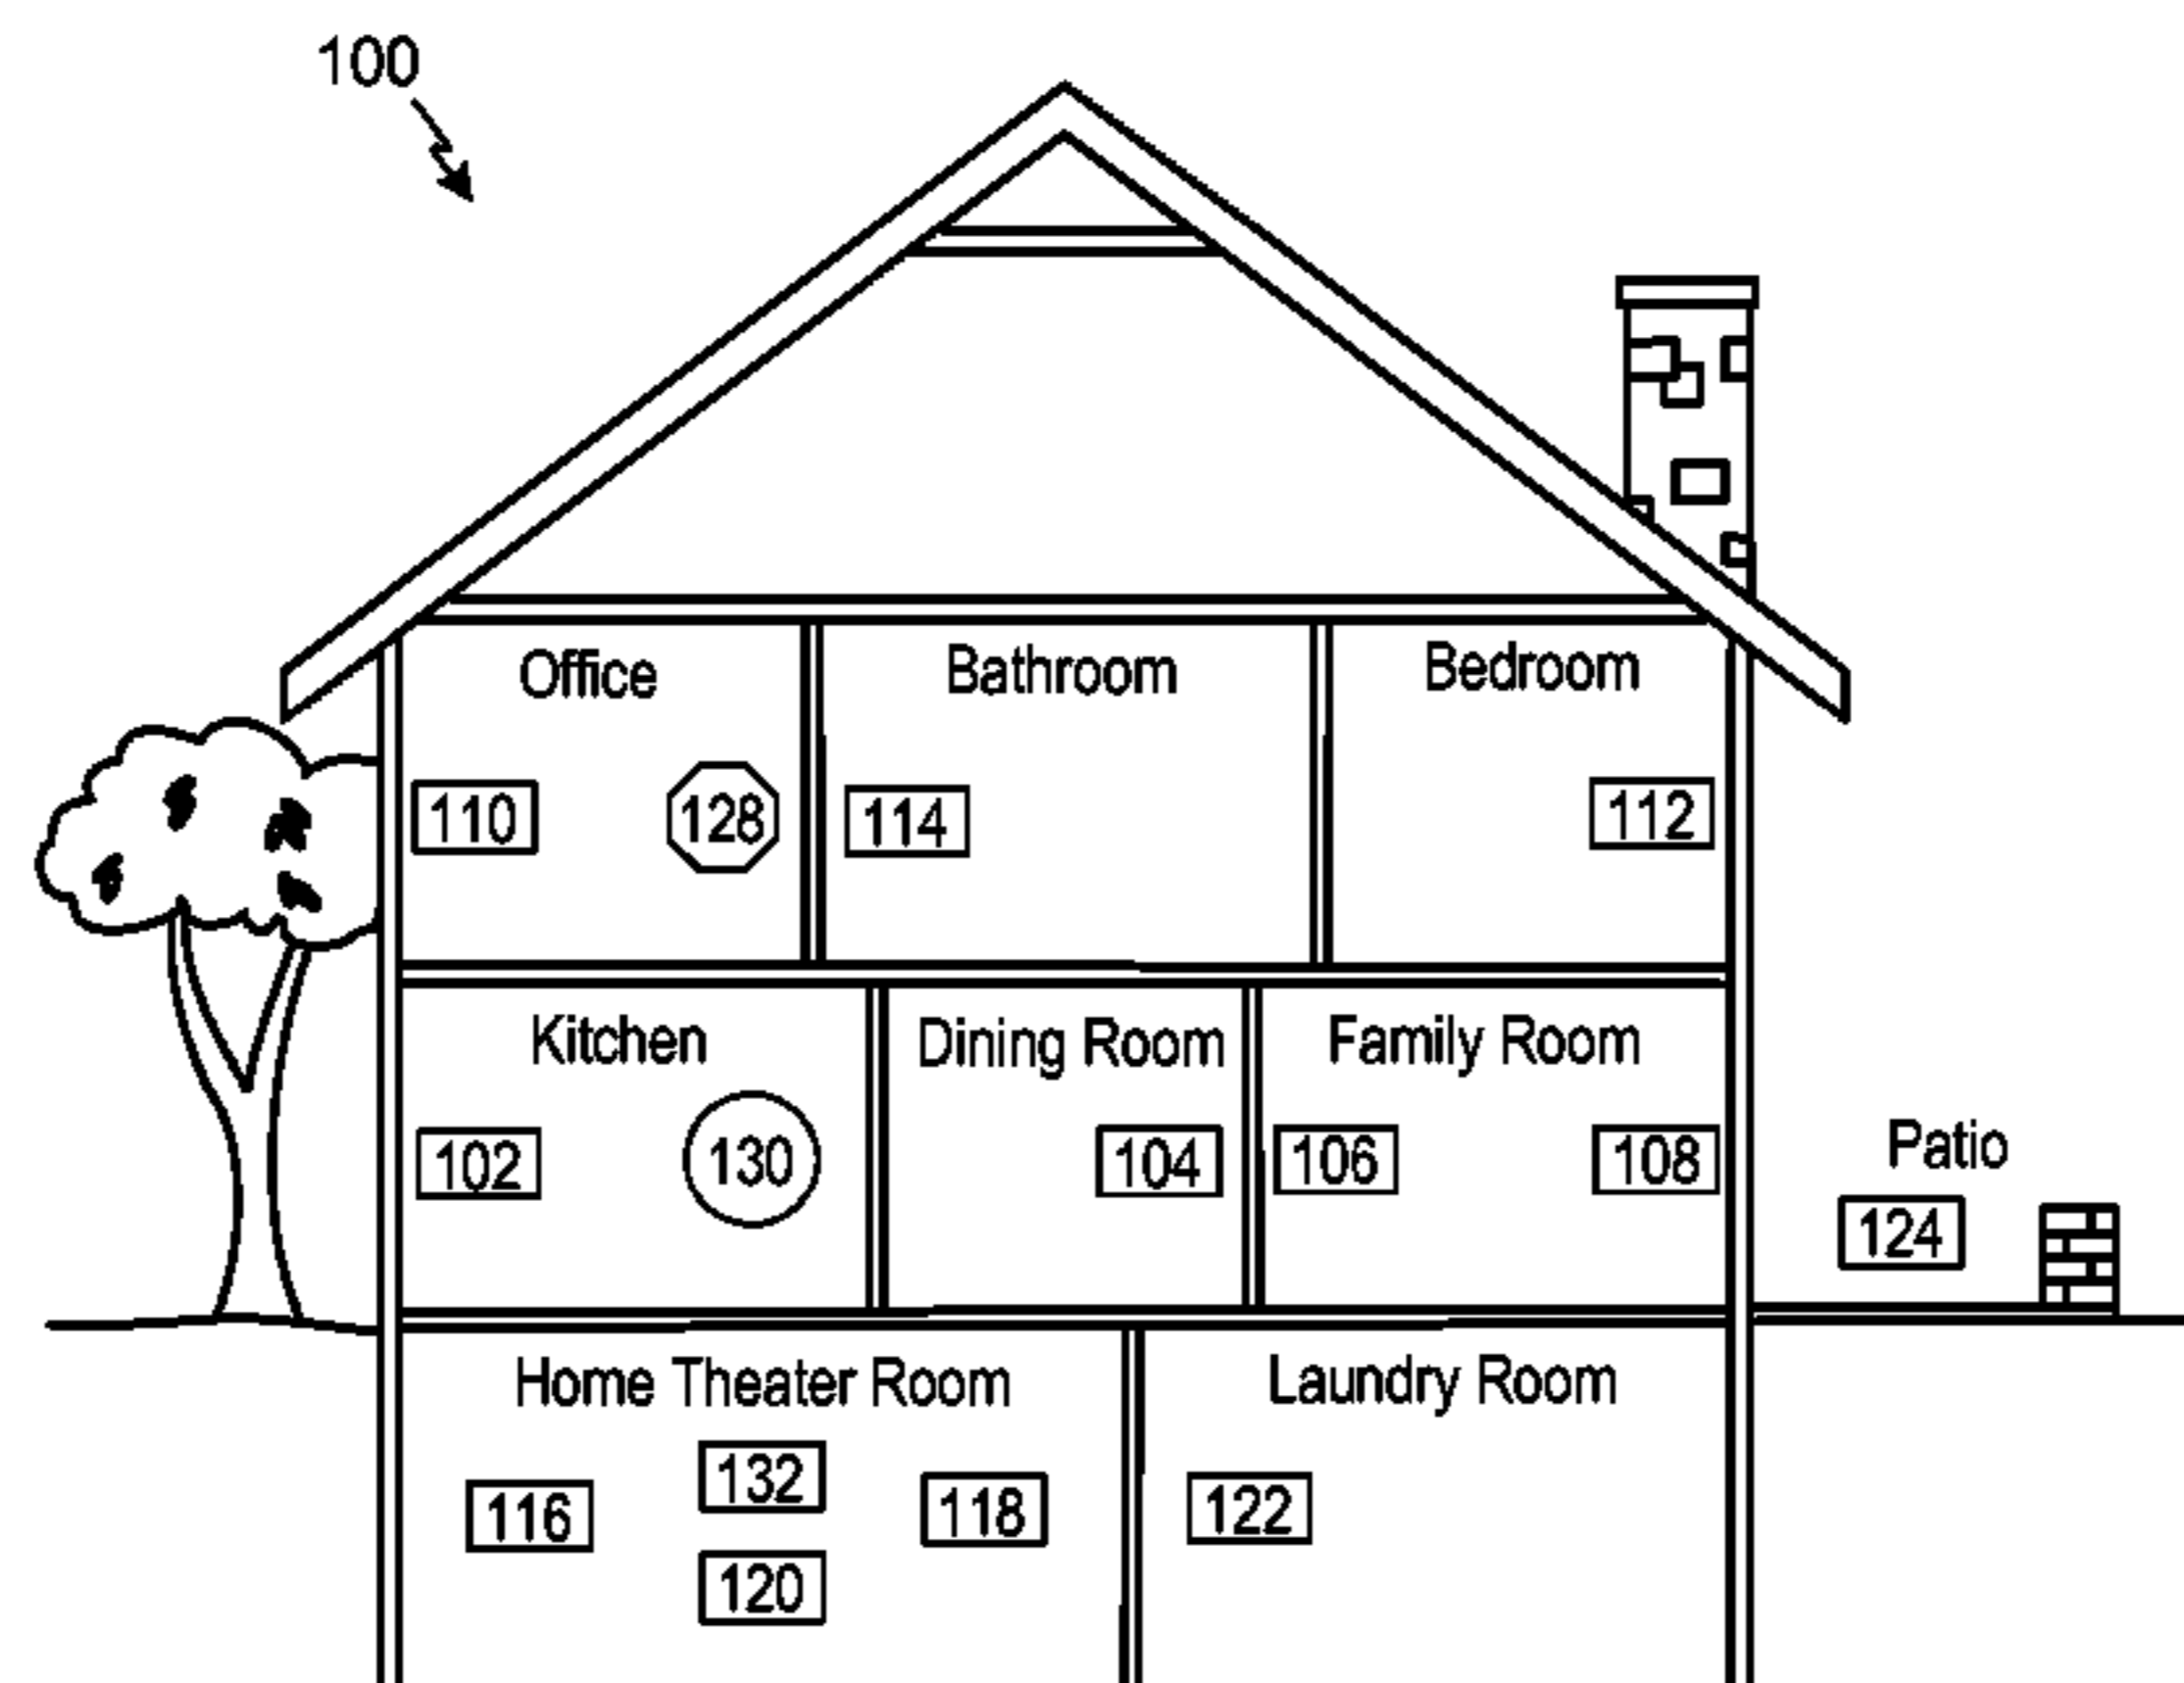 100
Office
Bathroom
Bedroom
110
128
114
112
Kitchen
Dining Room
Family Room
102
130
104
106
108
Patio
124
Home Theater Room
Laundry Room
116
132
118
120
122